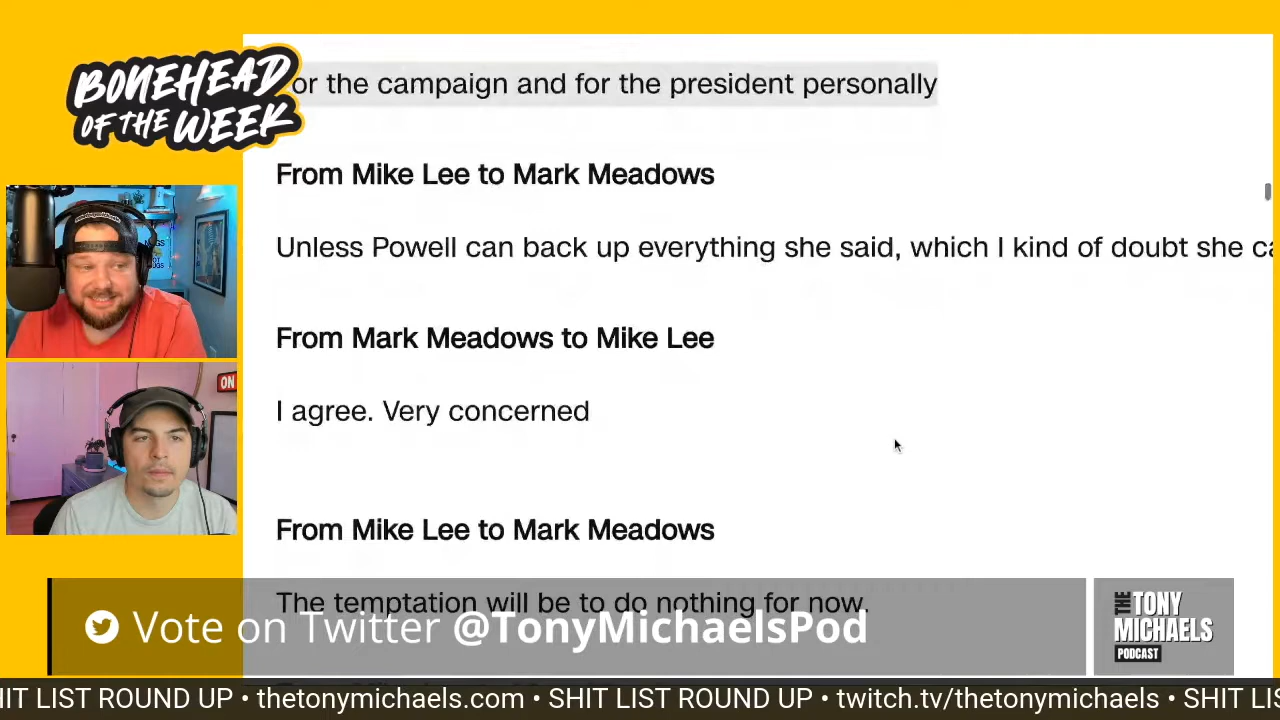 BONEHEAD
OF THE WEEK
or the campaign and for the president personally
From Mike Lee to Mark Meadows
Unless Powell can back up everything she said, which I kind of doubt she ca
From Mark Meadows to Mike Lee
I agree. Very concerned
ON
From Mike Lee to Mark Meadows
The temptation will be to do nothing for now.
Vote on Twitter @TonyMichaelsPod
THE TONY
MICHAELS
PODCAST
HIT LIST ROUND UP • thetonymichaels.com • SHIT LIST ROUND UP • twitch.tv/thetonymichaels • SHIT LIS